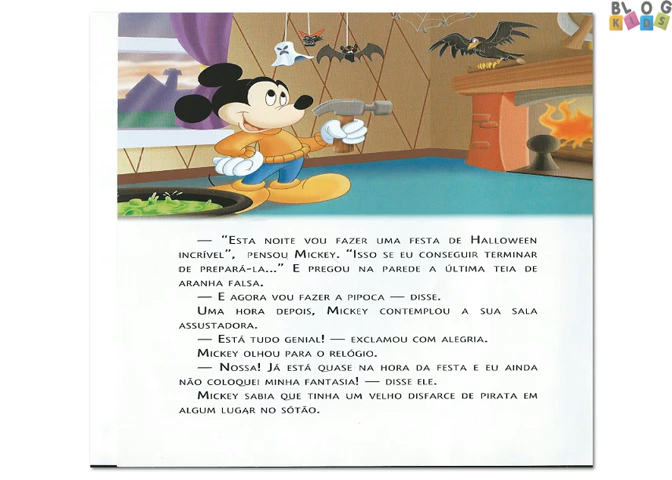 BLOG
KIDS
— “ESTA NOITE VOU FAZER UMA FESTA DE HALLOWEEN
INCRÍVEL”, PENSOU MICKEY. “ISSO SE EU CONSEGUIR TERMINAR
DE PREPARÁ-LA...” E PREGOU NA PAREDE A ÚLTIMA TEIA DE
ARANHA FALSA.
— E AGORA VOU FAZER A PIPOCA — DISSE.
UMA HORA DEPOIS, MICKEY CONTEMPLOU A SUA SALA
ASSUSTADORA.
— ESTÁ TUDO GENIAL! — EXCLAMOU COM ALEGRIA.
MICKEY OLHOU PARA O RELÓGIO.
— NOSSA! JÁ ESTÁ QUASE NA HORA DA FESTA E EU AINDA
NÃO COLOQUEI MINHA FANTASIA! — DISSE ELE.
MICKEY SABIA QUE TINHA UM VELHO DISFARCE DE PIRATA EM
ALGUM LUGAR NO SÓTÃO.